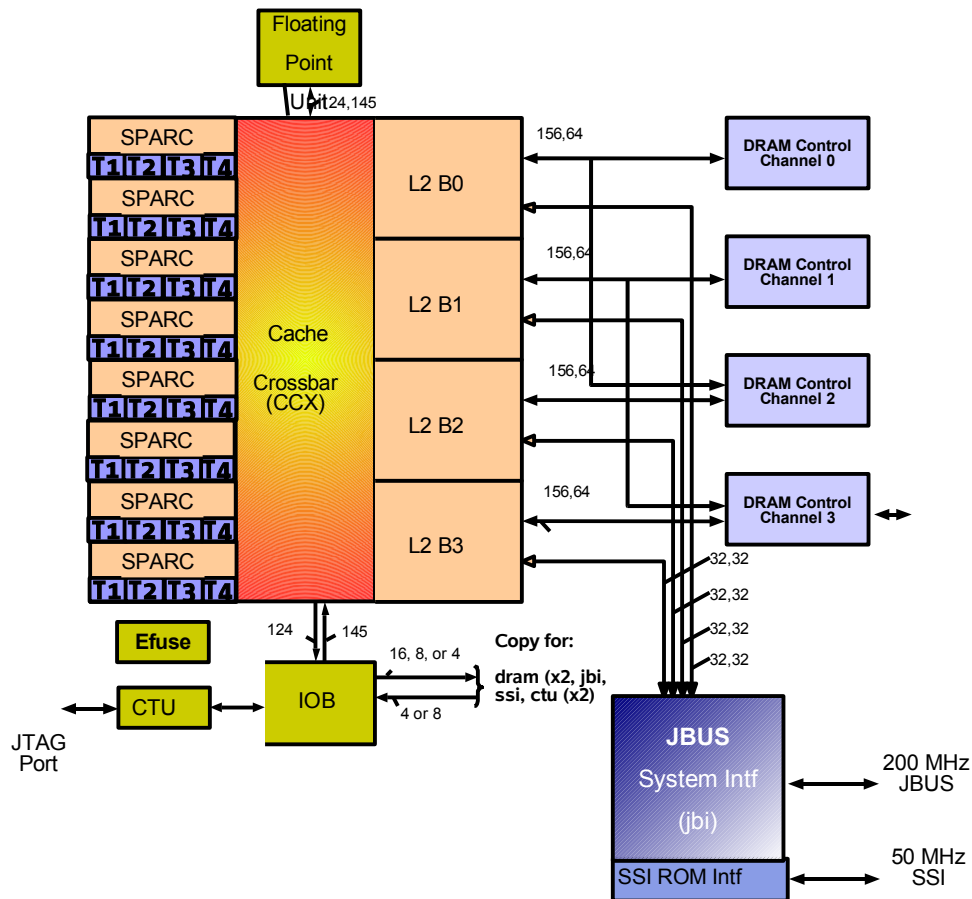 Floating
Point
Unit
124,145
SPARC
T1 T2 T3 T4
SPARC
T1 T2 T3 T4
SPARC
T1 T2 T3 T4
SPARC
T1 T2 T3 T4
SPARC
T1 T2 T3 T4
SPARC
T1 T2 T3 T4
SPARC
T1 T2 T3 T4
SPARC
T1 T2 T3 T4
Cache
Crossbar
(CCX)
L2 B0
L2 B1
L2 B2
L2 B3
156,64
156,64
156,64
156,64
DRAM Control
Channel 0
DRAM Control
Channel 1
DRAM Control
Channel 2
DRAM Control
Channel 3
32,32
32,32
32,32
32,32
124
145
Efuse
CTU
IOB
JTAG
Port
16, 8, or 4
4 or 8
Copy for:
dram (x2, jbi,
ssi, ctu (x2)
JBUS
System Intf
(jbi)
SSI ROM Intf
200 MHz
JBUS
50 MHz
SSI